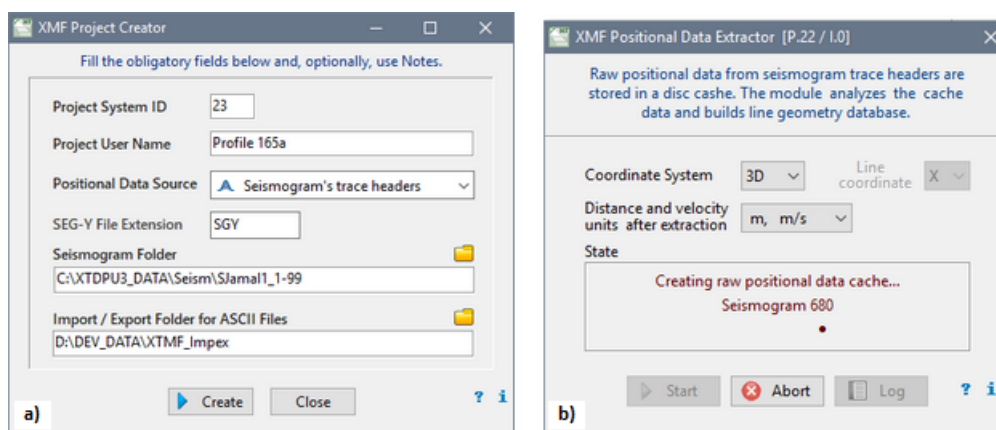 XMF Project Creator
Fill the obligatory fields below and, optionally, use Notes.
Project System ID 23
Project User Name Profile 165a
Positional Data Source Seismogram's trace headers
SEG-Y File Extension SGY
Seismogram Folder
C:\XTDPU3_DATA\Seism\SJamal1_1-99
Import / Export Folder for ASCII Files
D:\DEV_DATA\XTMF_Impex
Create Close ? i
a)
XMF Positional Data Extractor [P.22 / I.0]
Raw positional data from seismogram trace headers are
stored in a disc cashe. The module analyzes the cache
data and builds line geometry database.
Coordinate System 3D Line
coordinate X
Distance and velocity
units after extraction m, m/s
State
Creating raw positional data cache...
Seismogram 680
Start Abort Log ? i
b)